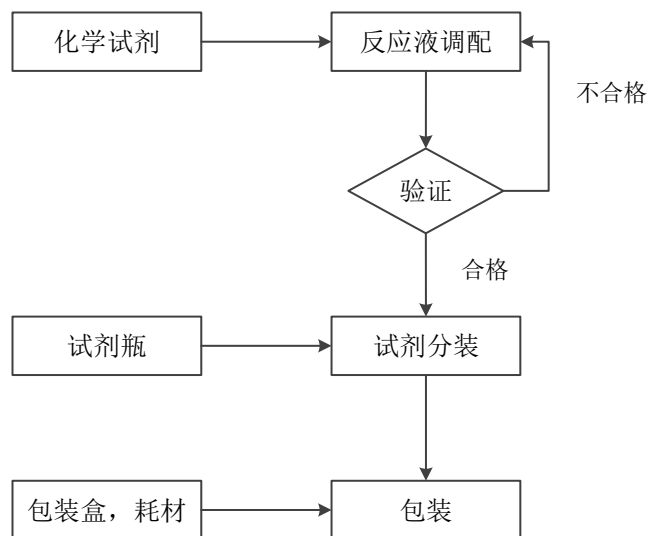 化学试剂
反应液调配
不合格
验证
合格
试剂瓶
试剂分装
包装盒，耗材
包装